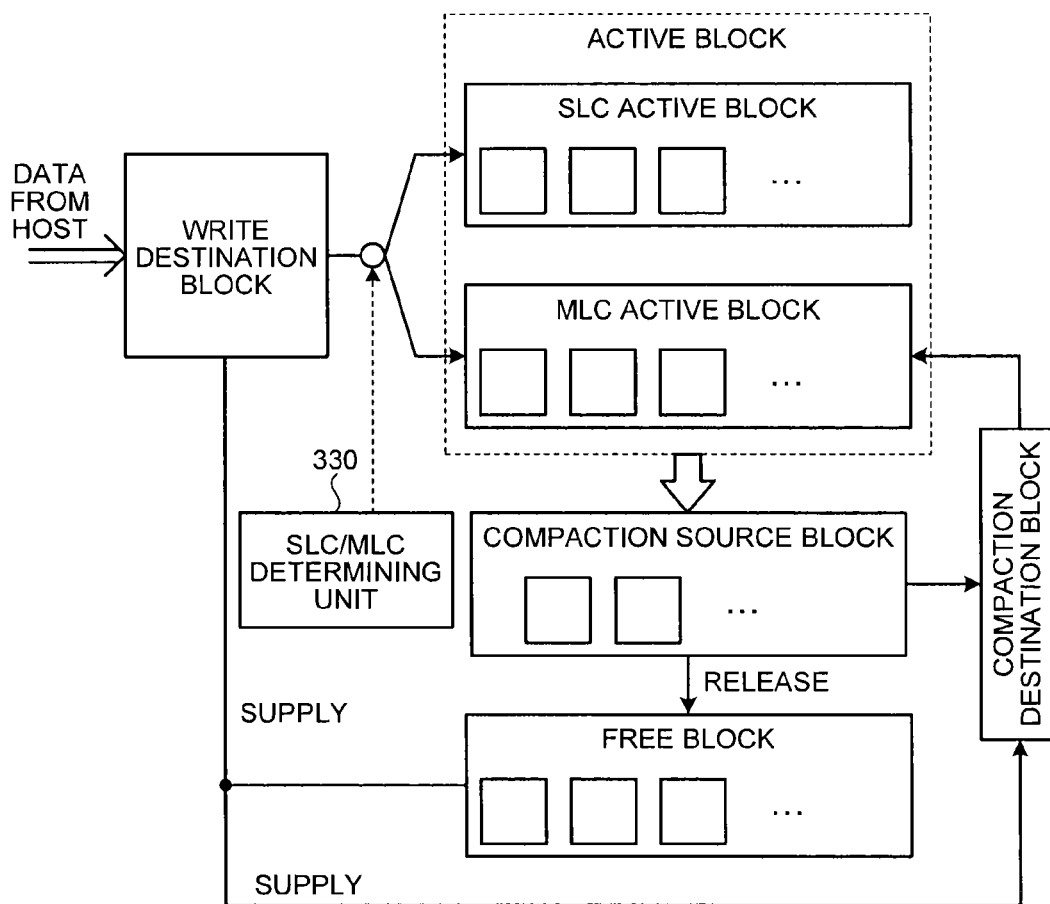 ACTIVE BLOCK
SLC ACTIVE BLOCK
...
DATA
FROM
HOST
WRITE
DESTINATION
BLOCK
MLC ACTIVE BLOCK
...
330
SLC/MLC
DETERMINING
UNIT
COMPACTION SOURCE BLOCK
...
COMPACTION
DESTINATION BLOCK
RELEASE
SUPPLY
FREE BLOCK
...
SUPPLY